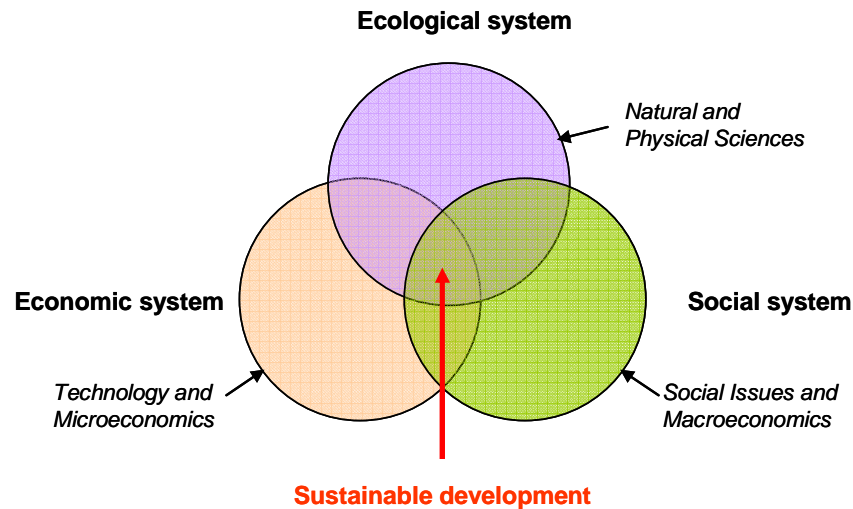 Ecological system
Natural and
Physical Sciences
Economic system
Social system
Technology and
Microeconomics
Social Issues and
Macroeconomics
Sustainable development